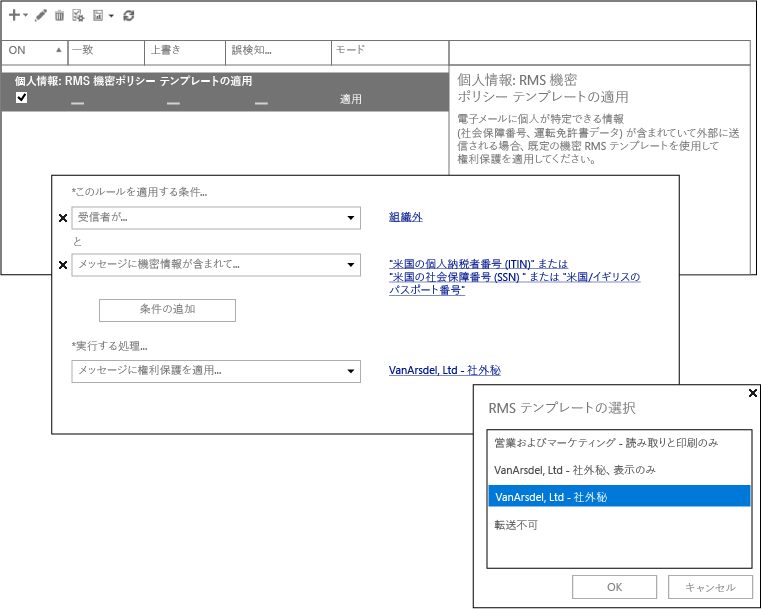 ON
一致
上書き
誤検知...
モード
個人情報: RMS 機密ポリシー テンプレートの適用
適用
個人情報: RMS 機密
ポリシー テンプレートの適用
電子メールに個人が特定できる情報
(社会保障番号、運転免許書データ) が含まれていて外部に送
信される場合、既定の機密 RMS テンプレートを使用して
権利保護を適用してください。
*このルールを適用する条件...
受信者が...
組織外
と
メッセージに機密情報が含まれて...
"米国の個人納税者番号 (ITIN)" または
"米国の社会保障番号 (SSN) " または "米国/イギリスの
パスポート番号"
条件の追加
*実行する処理...
メッセージに権利保護を適用...
VanArsdel, Ltd - 社外秘
RMS テンプレートの選択
営業およびマーケティング - 読み取りと印刷のみ
VanArsdel, Ltd - 社外秘、表示のみ
VanArsdel, Ltd - 社外秘
転送不可
OK
キャンセル